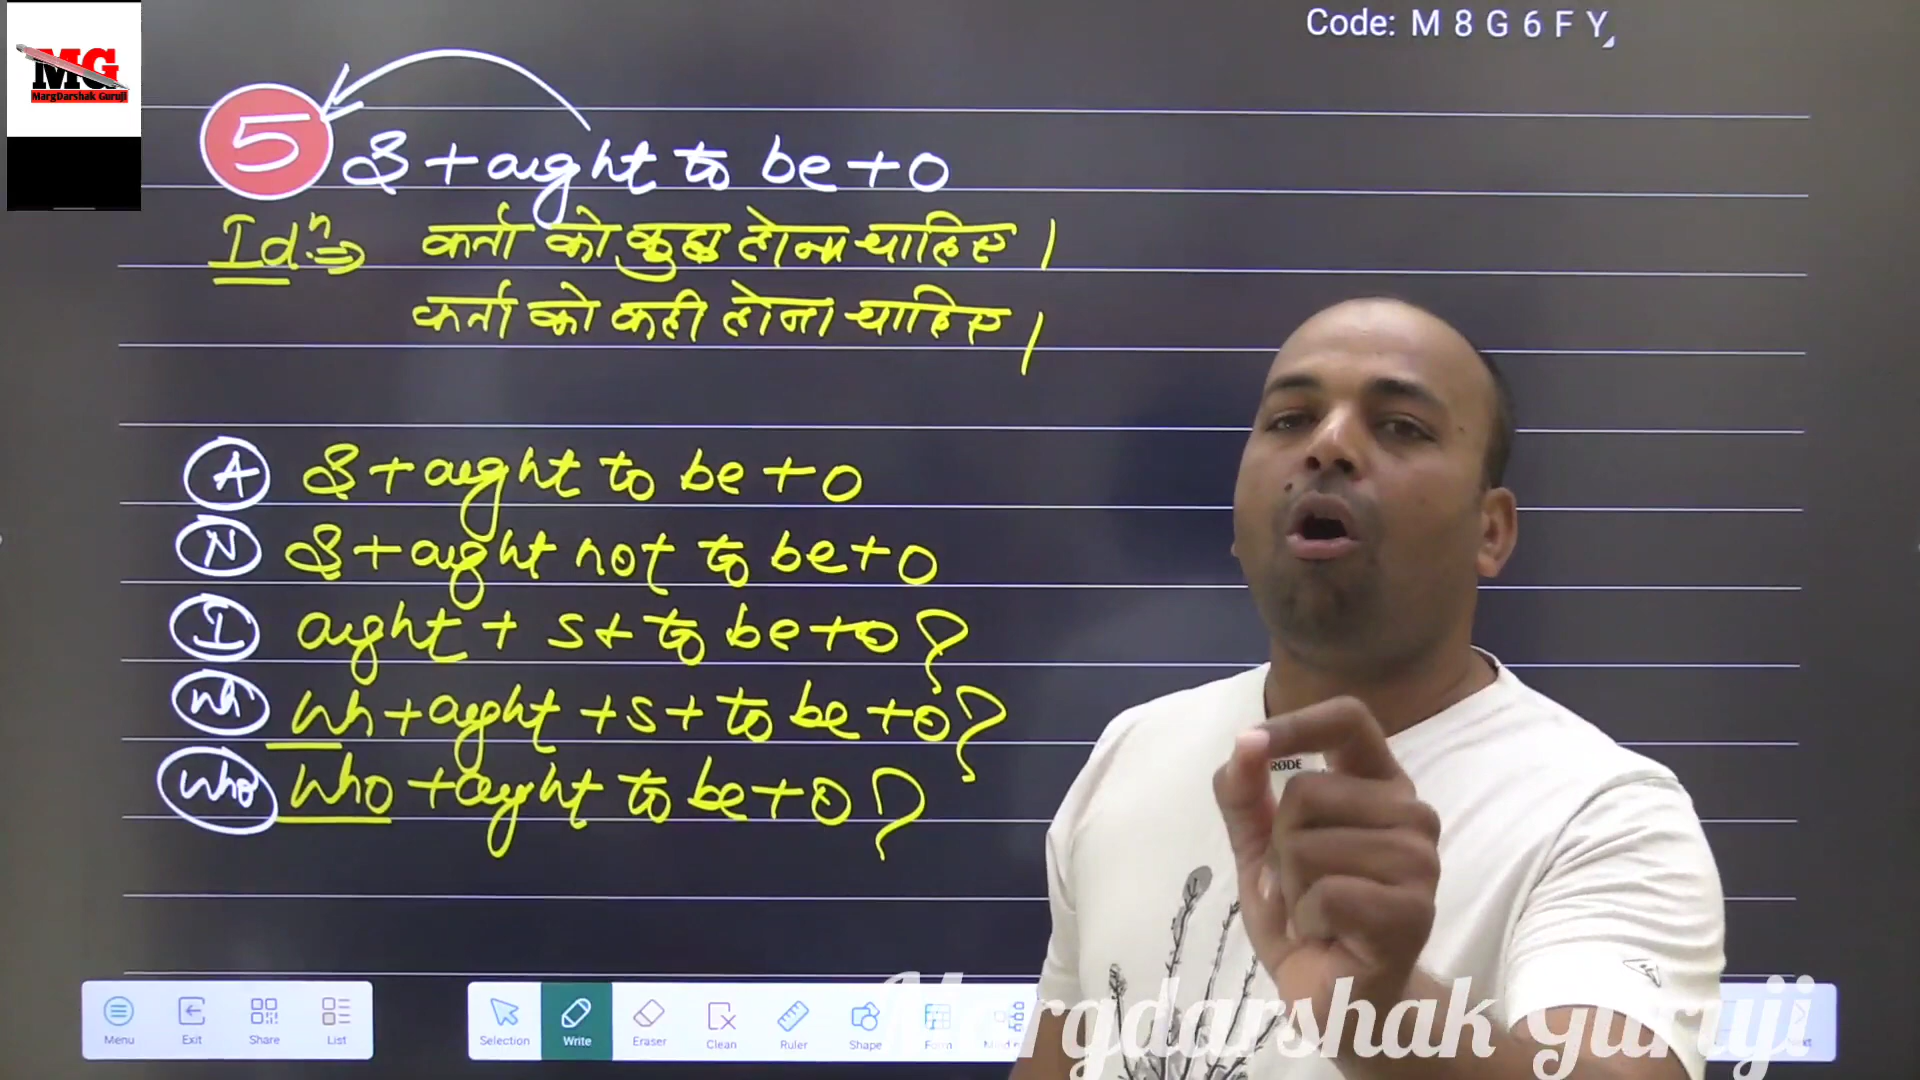 Code: M 8 G 6 F Y
MG
MargDarshak Guruji
5 S + aught to be + O
Idn. ⇒ कर्ता को कुछ होना चाहिए।
कर्ता को कही होना चाहिए।
A S + aught to be + O
N S + aught not to be + O
I aught + S + to be + O ?
Wh Wh + aught + S + to be + O ?
Who Who + aught to be + O ?
RØDE
Menu Exit Share List Selection Write Eraser Clean Ruler Shape Form
Margdarshak Guruji